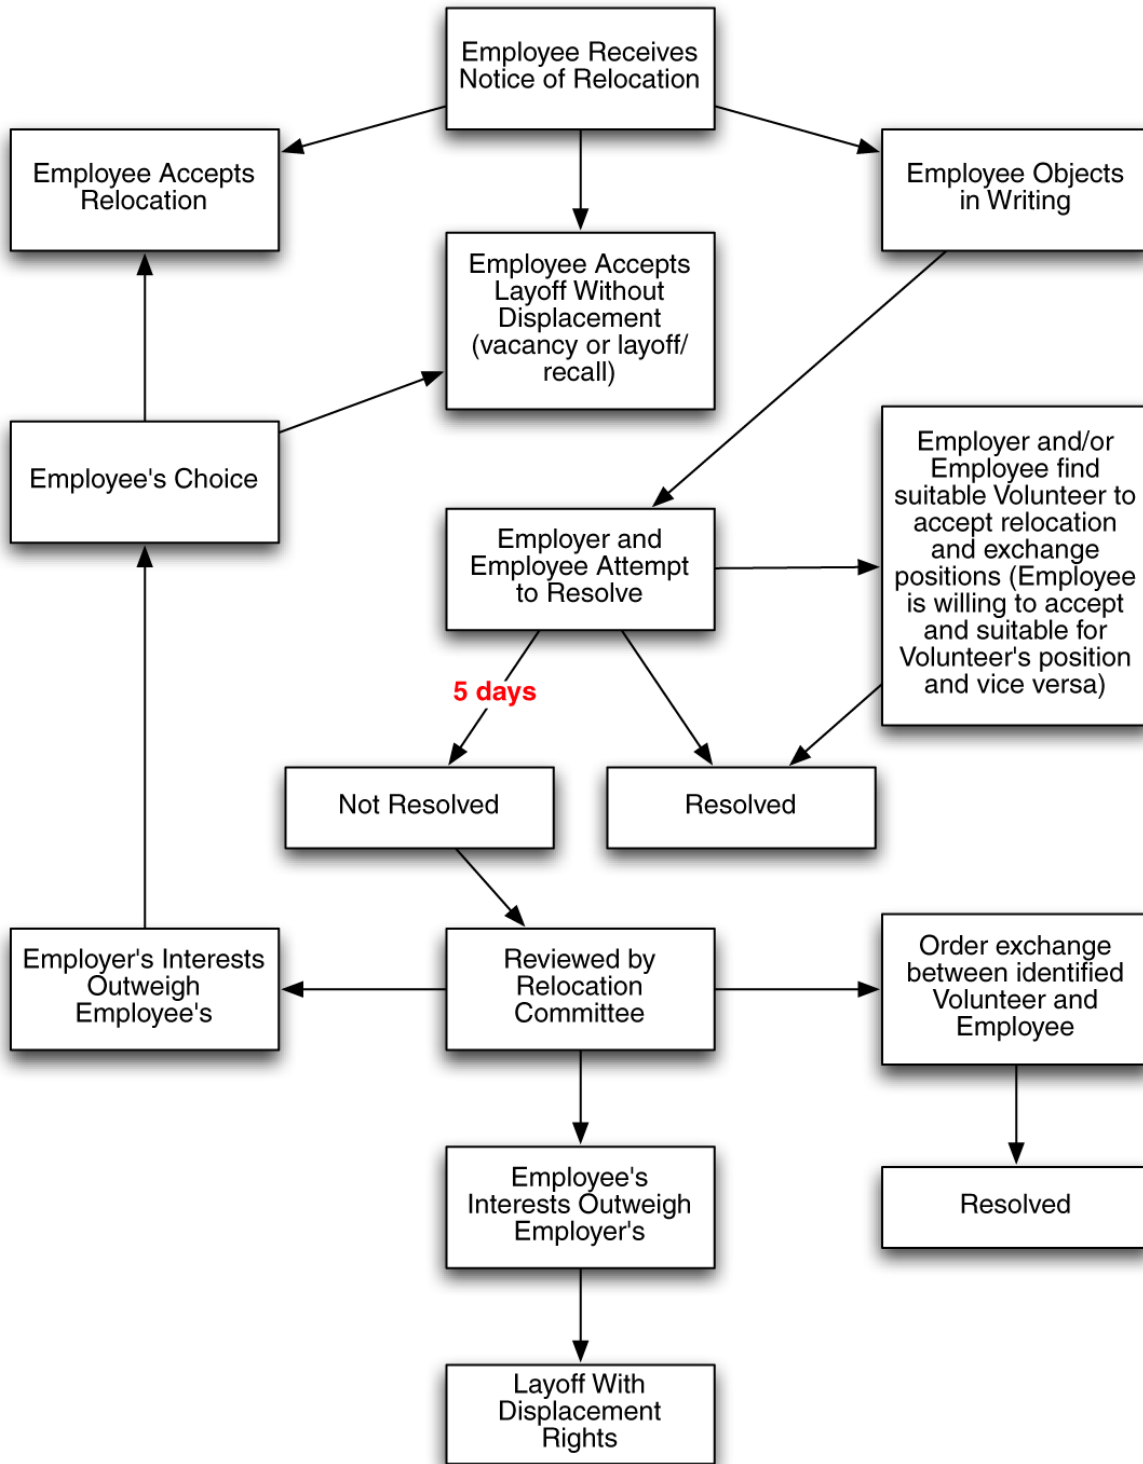 Employee Receives
Notice of Relocation
Employee Accepts
Relocation
Employee Objects
in Writing
Employee Accepts
Layoff Without
Displacement
(vacancy or layoff/
recall)
Employee's Choice
Employer and/or
Employee find
suitable Volunteer to
accept relocation
and exchange
positions (Employee
is willing to accept
and suitable for
Volunteer's position
and vice versa)
Employer and
Employee Attempt
to Resolve
5 days
Not Resolved
Resolved
Employer's Interests
Outweigh
Employee's
Reviewed by
Relocation
Committee
Order exchange
between identified
Volunteer and
Employee
Employee's
Interests Outweigh
Employer's
Resolved
Layoff With
Displacement
Rights